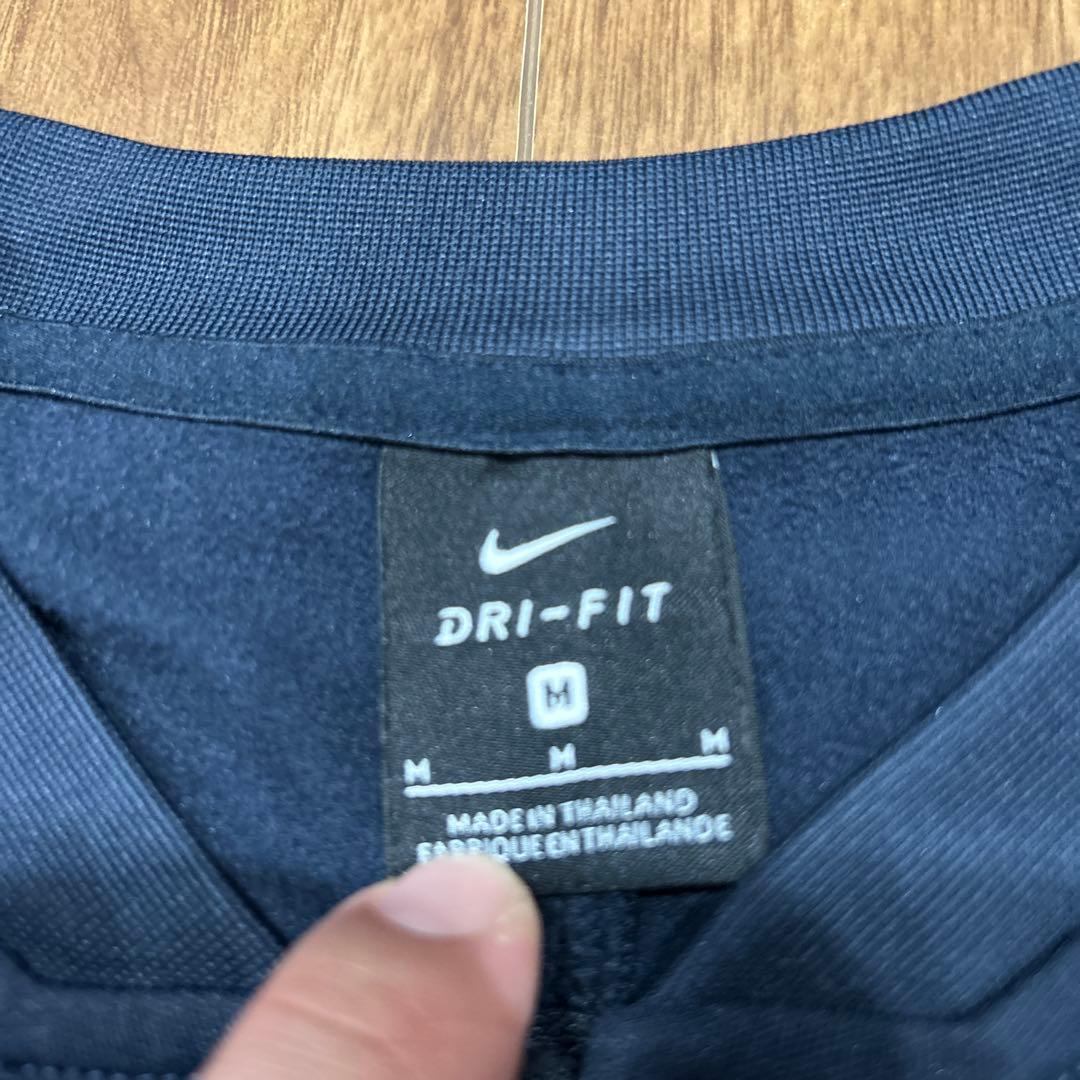 DRI-FIT
M
M M M
MADE IN THAILAND
FABRIQUE EN THAILANDE